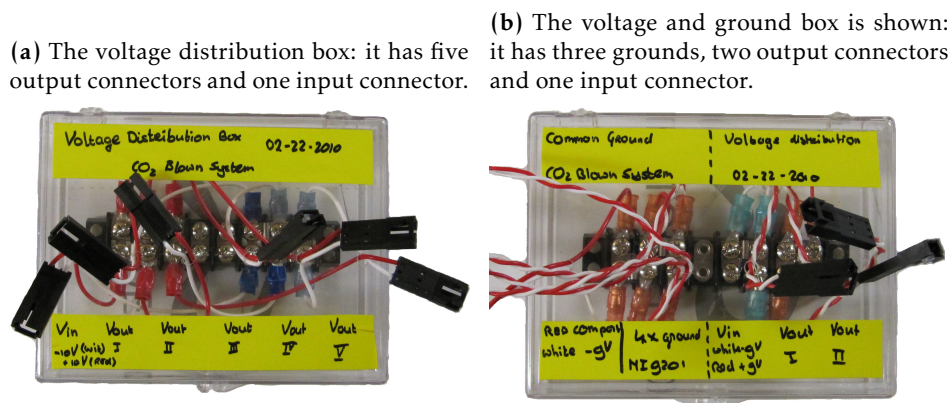 (a) The voltage distribution box: it has five
output connectors and one input connector.
(b) The voltage and ground box is shown:
it has three grounds, two output connectors
and one input connector.
Voltage Disteibution Box 02-22-2010
CO2 Blown System
Vin Vout Vout Vout Vout Vout
-10V (wit) I II III IV V
+10V (Red)
Common Ground Voltage distribution
CO2 Blown System 02-22-2010
Red compart 4x ground Vin Vout Vout
white -9V NI9201 white-9V I II
Red +9V